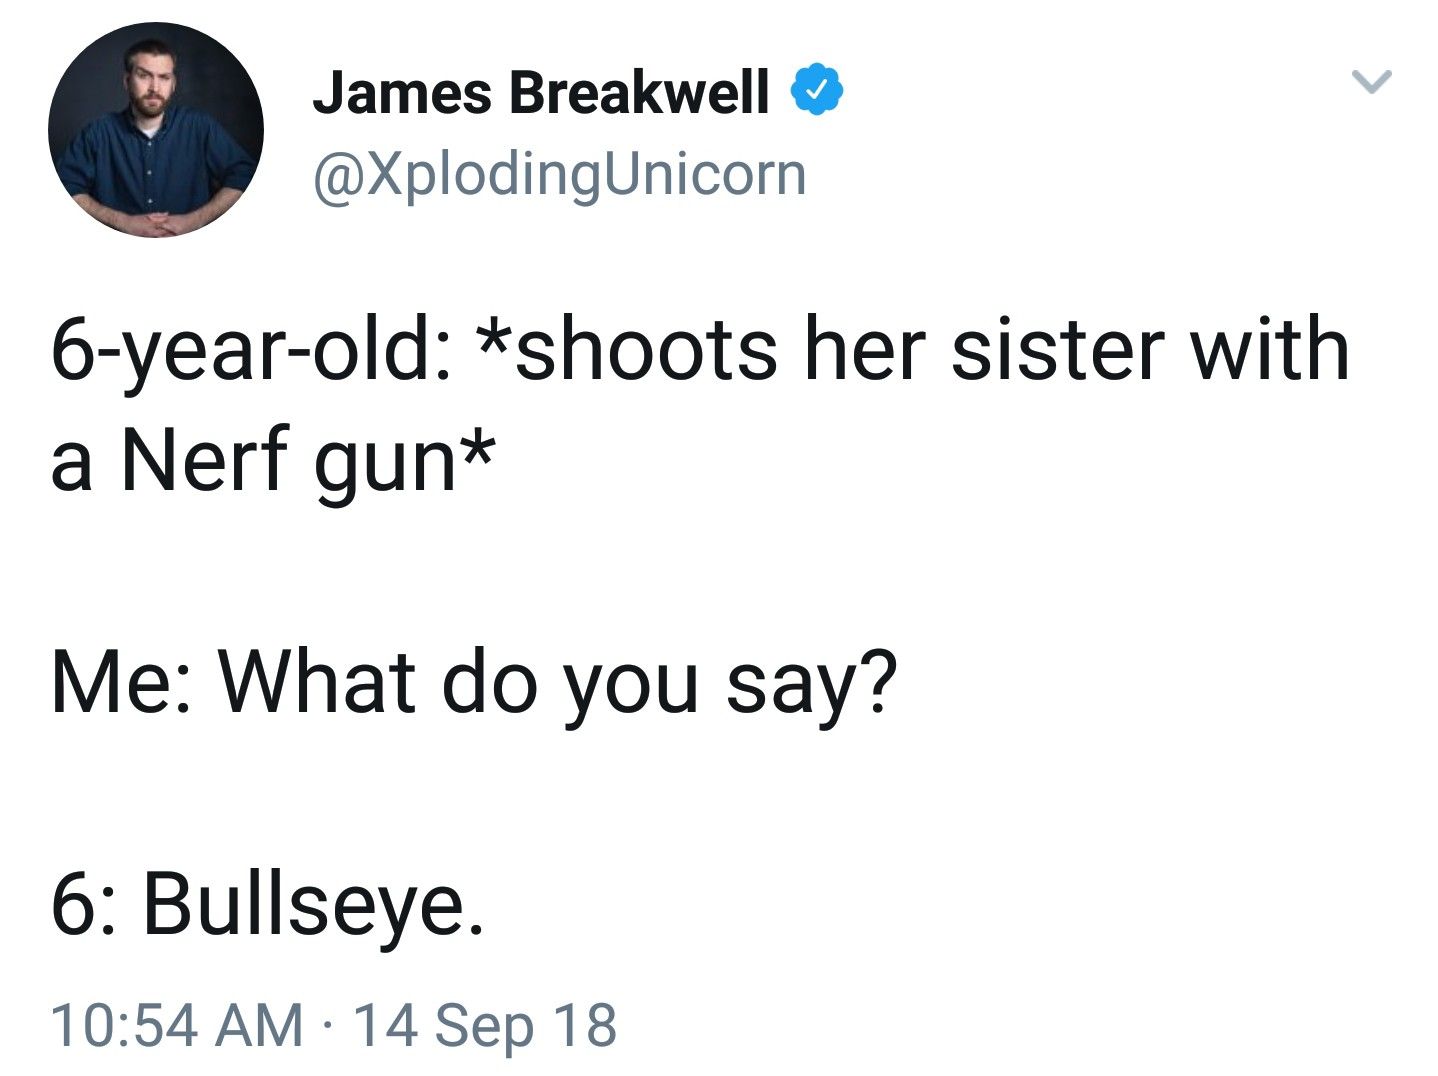 James Breakwell
@XplodingUnicorn
6-year-old: *shoots her sister with
a Nerf gun*
Me: What do you say?
6: Bullseye.
10:54 AM · 14 Sep 18